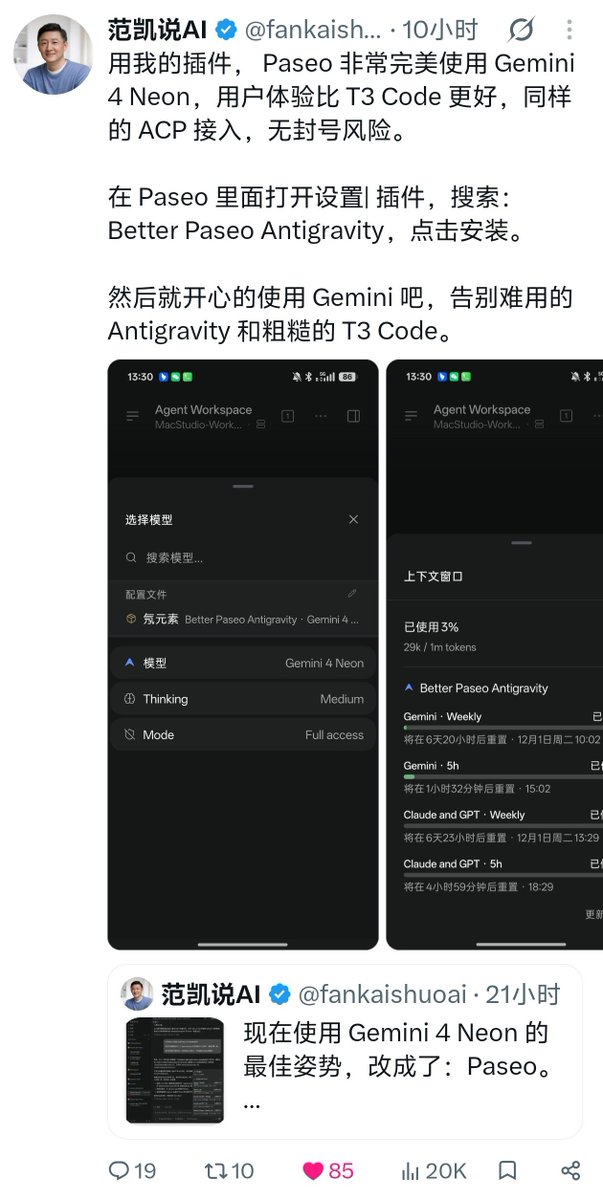 范凯说AI @fankaish... · 10小时
用我的插件， Paseo 非常完美使用 Gemini
4 Neon，用户体验比 T3 Code 更好，同样
的 ACP 接入，无封号风险。
在 Paseo 里面打开设置| 插件，搜索：
Better Paseo Antigravity，点击安装。
然后就开心的使用 Gemini 吧，告别难用的
Antigravity 和粗糙的 T3 Code。
13:30
5G
86
Agent Workspace
MacStudio-Work...
1
选择模型
搜索模型...
配置文件
氛元素 Better Paseo Antigravity · Gemini 4 ...
模型 Gemini 4 Neon
Thinking Medium
Mode Full access
13:30
5G
Agent Workspace
MacStudio-Work...
1
上下文窗口
已使用 3%
29k / 1m tokens
Better Paseo Antigravity
Gemini · Weekly 已
将在 6天20小时后重置 · 12月1日周二 10:02
Gemini · 5h 已
将在 1小时32分钟后重置 · 15:02
Claude and GPT · Weekly 已
将在 6天23小时后重置 · 12月1日周二 13:29
Claude and GPT · 5h 已
将在 4小时59分钟后重置 · 18:29
更新
范凯说AI @fankaishuoai · 21小时
现在使用 Gemini 4 Neon 的
最佳姿势，改成了：Paseo。
...
19 10 85 20K